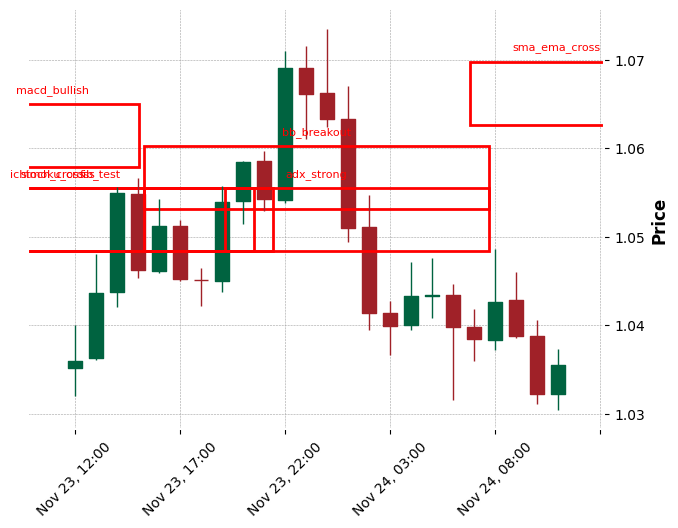 sma_ema_cross
1.07
macd_bullish
1.06
bb_breakout
fib_test
adx_strong
1.05
Price
1.04
1.03
Nov 23, 12:00
Nov 23, 17:00
Nov 23, 22:00
Nov 24, 03:00
Nov 24, 08:00